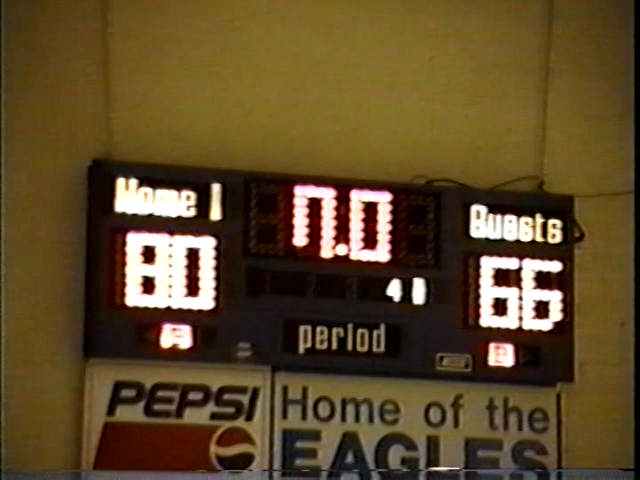 Home
0.0
Guests
80
66
4
period
PEPSI
Home of the
EAGLES